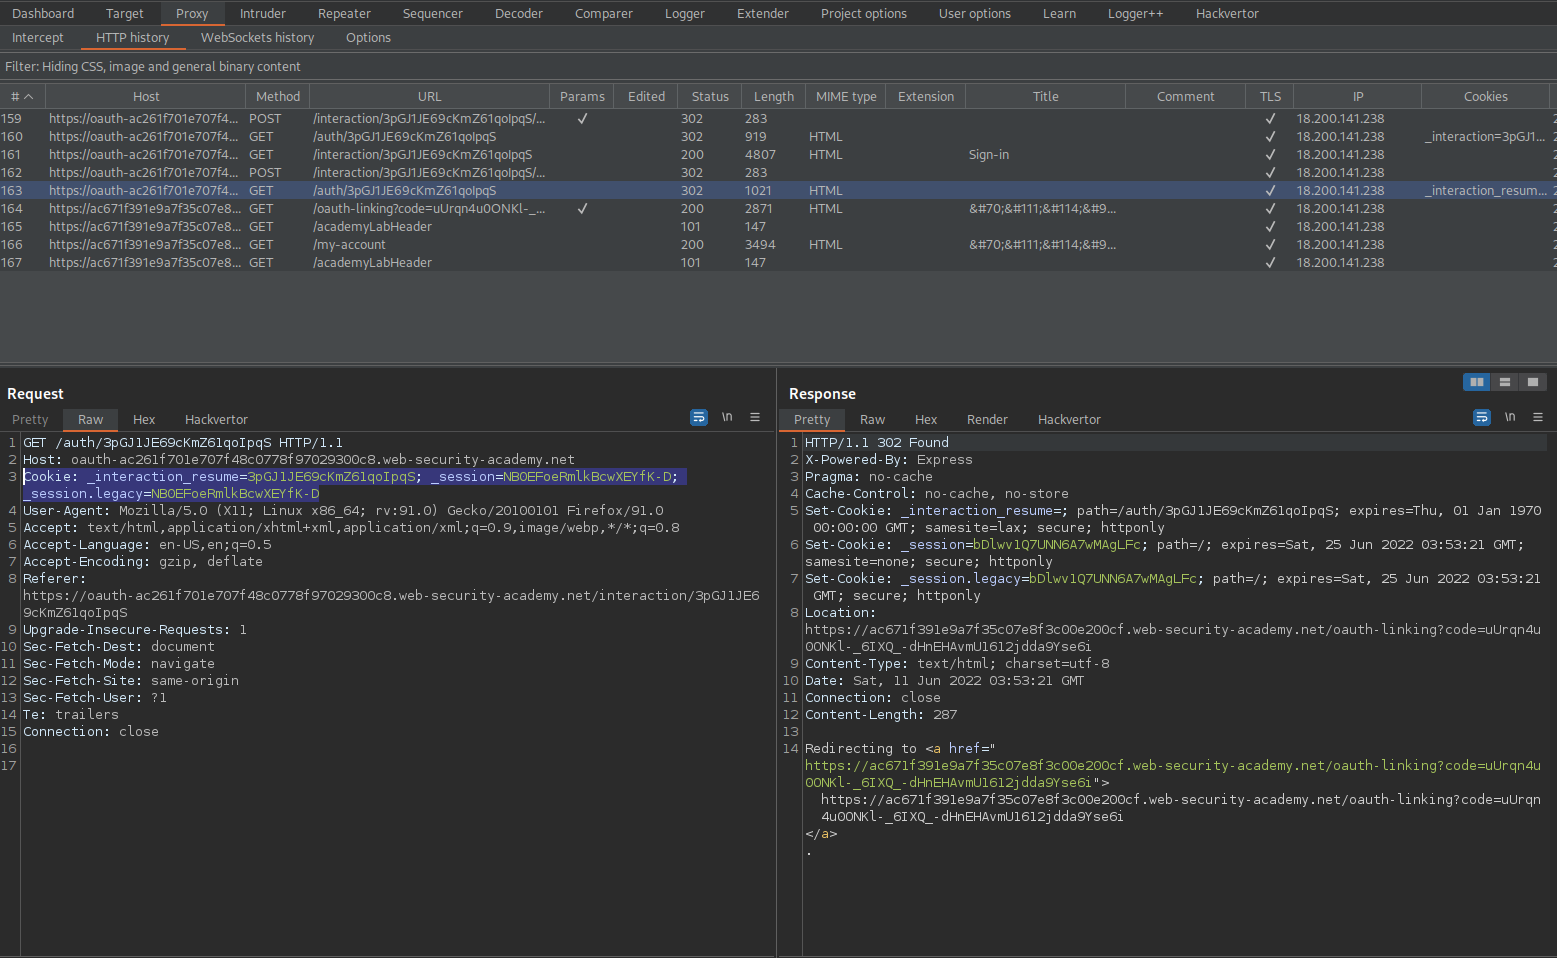 Dashboard Target Proxy Intruder Repeater Sequencer Decoder Comparer Logger Extender Project options User options Learn Logger++ Hackvertor
Intercept HTTP history WebSockets history Options
Filter: Hiding CSS, image and general binary content
# Host Method URL Params Edited Status Length MIME type Extension Title Comment TLS IP Cookies
159 https://oauth-ac261f701e707f4... POST /interaction/3pGJ1JE69cKmZ61qoIpqS/... ✓ 302 283 ✓ 18.200.141.238 2
160 https://oauth-ac261f701e707f4... GET /auth/3pGJ1JE69cKmZ61qoIpqS 302 919 HTML ✓ 18.200.141.238 _interaction=3pGJ1... 2
161 https://oauth-ac261f701e707f4... GET /interaction/3pGJ1JE69cKmZ61qoIpqS 200 4807 HTML Sign-in ✓ 18.200.141.238 2
162 https://oauth-ac261f701e707f4... POST /interaction/3pGJ1JE69cKmZ61qoIpqS/... 302 283 ✓ 18.200.141.238 2
163 https://oauth-ac261f701e707f4... GET /auth/3pGJ1JE69cKmZ61qoIpqS 302 1021 HTML ✓ 18.200.141.238 _interaction_resum... 2
164 https://ac671f391e9a7f35c07e8... GET /oauth-linking?code=uUrqn4u0ONKl-_... ✓ 200 2871 HTML &#70;&#111;&#114;&#9... ✓ 18.200.141.238 2
165 https://ac671f391e9a7f35c07e8... GET /academyLabHeader 101 147 ✓ 18.200.141.238 2
166 https://ac671f391e9a7f35c07e8... GET /my-account 200 3494 HTML &#70;&#111;&#114;&#9... ✓ 18.200.141.238 2
167 https://ac671f391e9a7f35c07e8... GET /academyLabHeader 101 147 ✓ 18.200.141.238 2
Request
Pretty Raw Hex Hackvertor \n
1 GET /auth/3pGJ1JE69cKmZ61qoIpqS HTTP/1.1
2 Host: oauth-ac261f701e707f48c0778f97029300c8.web-security-academy.net
3 Cookie: _interaction_resume=3pGJ1JE69cKmZ61qoIpqS; _session=NB0EFoeRmlkBcwXEYfK-D;
_session.legacy=NB0EFoeRmlkBcwXEYfK-D
4 User-Agent: Mozilla/5.0 (X11; Linux x86_64; rv:91.0) Gecko/20100101 Firefox/91.0
5 Accept: text/html,application/xhtml+xml,application/xml;q=0.9,image/webp,*/*;q=0.8
6 Accept-Language: en-US,en;q=0.5
7 Accept-Encoding: gzip, deflate
8 Referer:
https://oauth-ac261f701e707f48c0778f97029300c8.web-security-academy.net/interaction/3pGJ1JE6
9cKmZ61qoIpqS
9 Upgrade-Insecure-Requests: 1
10 Sec-Fetch-Dest: document
11 Sec-Fetch-Mode: navigate
12 Sec-Fetch-Site: same-origin
13 Sec-Fetch-User: ?1
14 Te: trailers
15 Connection: close
16
17
Response
Pretty Raw Hex Render Hackvertor \n
1 HTTP/1.1 302 Found
2 X-Powered-By: Express
3 Pragma: no-cache
4 Cache-Control: no-cache, no-store
5 Set-Cookie: _interaction_resume=; path=/auth/3pGJ1JE69cKmZ61qoIpqS; expires=Thu, 01 Jan 1970
00:00:00 GMT; samesite=lax; secure; httponly
6 Set-Cookie: _session=bDlwv1Q7UNN6A7wMAgLFc; path=/; expires=Sat, 25 Jun 2022 03:53:21 GMT;
samesite=none; secure; httponly
7 Set-Cookie: _session.legacy=bDlwv1Q7UNN6A7wMAgLFc; path=/; expires=Sat, 25 Jun 2022 03:53:21
GMT; secure; httponly
8 Location:
https://ac671f391e9a7f35c07e8f3c00e200cf.web-security-academy.net/oauth-linking?code=uUrqn4u
0ONKl-_6IXQ_-dHnEHAvmU1612jdda9Yse6i
9 Content-Type: text/html; charset=utf-8
10 Date: Sat, 11 Jun 2022 03:53:21 GMT
11 Connection: close
12 Content-Length: 287
13
14 Redirecting to <a href="
https://ac671f391e9a7f35c07e8f3c00e200cf.web-security-academy.net/oauth-linking?code=uUrqn4u
0ONKl-_6IXQ_-dHnEHAvmU1612jdda9Yse6i">
https://ac671f391e9a7f35c07e8f3c00e200cf.web-security-academy.net/oauth-linking?code=uUrqn
4u0ONKl-_6IXQ_-dHnEHAvmU1612jdda9Yse6i
</a>
.